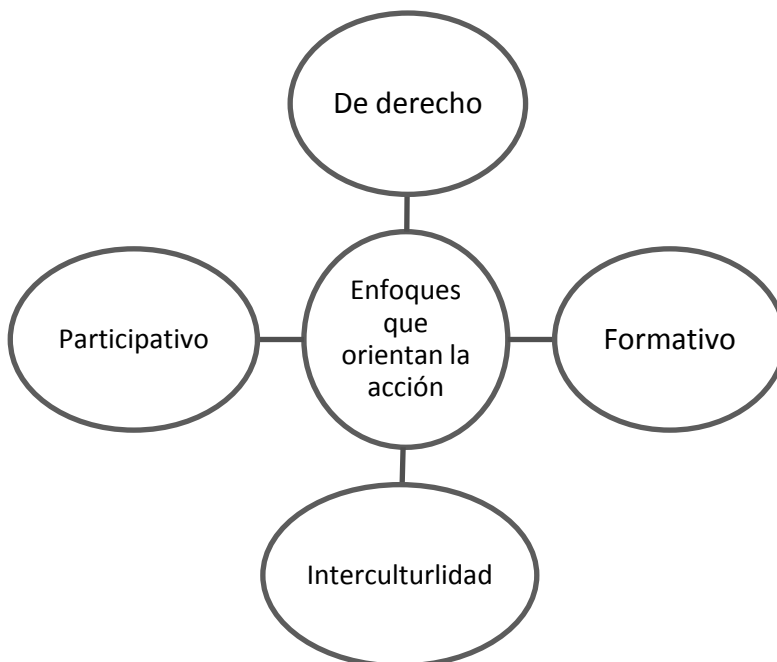 De derecho
Participativo
Enfoques
que
orientan la
acción
Formativo
Interculturlidad